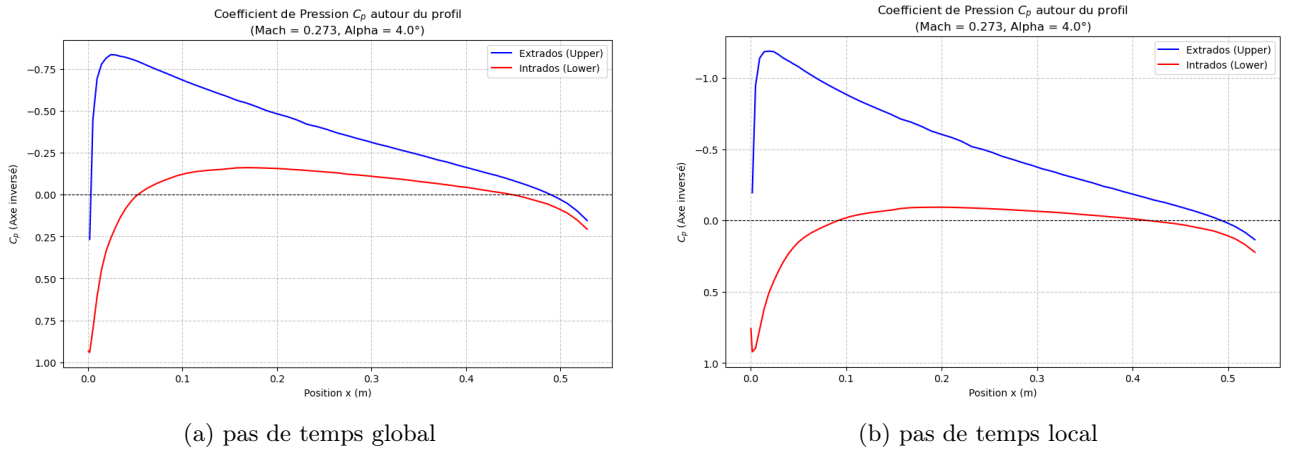 Coefficient de Pression $C_p$ autour du profil
(Mach = 0.273, Alpha = 4.0°)
Extrados (Upper)
Intrados (Lower)
−0.75
−0.50
−0.25
0.00
0.25
0.50
0.75
1.00
$C_p$ (Axe inversé)
0.0 0.1 0.2 0.3 0.4 0.5
Position x (m)
(a) pas de temps global
Coefficient de Pression $C_p$ autour du profil
(Mach = 0.273, Alpha = 4.0°)
Extrados (Upper)
Intrados (Lower)
−1.0
−0.5
0.0
0.5
1.0
$C_p$ (Axe inversé)
0.0 0.1 0.2 0.3 0.4 0.5
Position x (m)
(b) pas de temps local